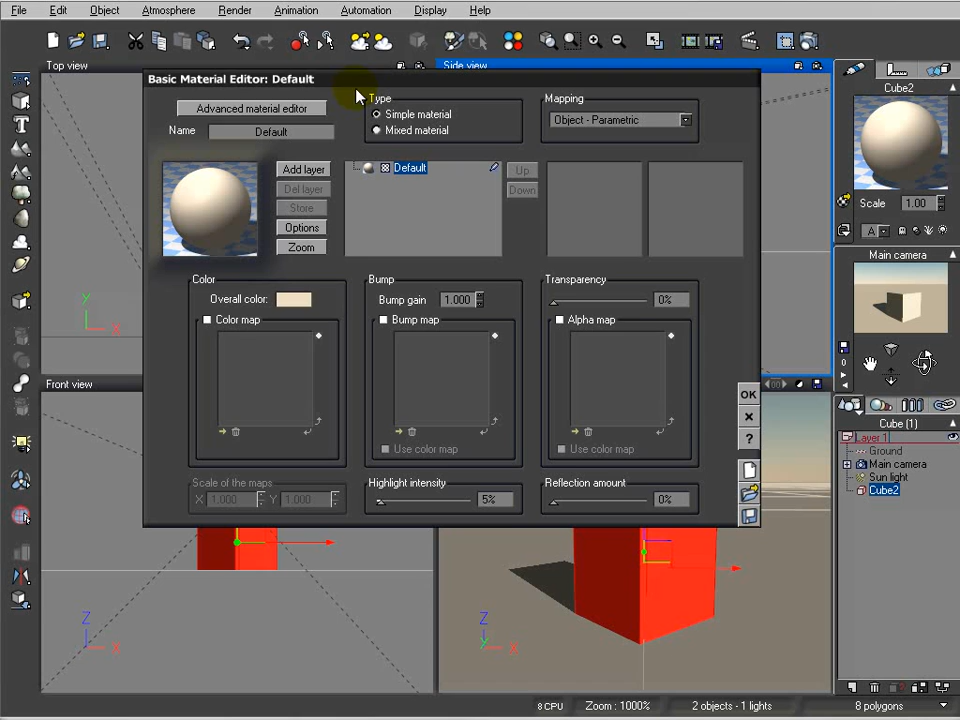 File Edit Object Atmosphere Render Animation Automation Display Help
Top view
Side view
Basic Material Editor: Default
Advanced material editor
Name Default
Type
Simple material
Mixed material
Mapping
Object - Parametric
Cube2
Scale 1.00
Add layer
Del layer
Store
Options
Zoom
Default
Up
Down
Main camera
Color
Overall color:
Color map
Bump
Bump gain 1.000
Bump map
Use color map
Transparency
0%
Alpha map
Use color map
Scale of the maps
X 1.000 Y 1.000
Highlight intensity
5%
Reflection amount
0%
OK
?
Front view
Cube (1)
Layer 1
Ground
Main camera
Sun light
Cube2
y
x
Z
X
Z
Y
X
8 CPU Zoom : 1000% 2 objects - 1 lights 8 polygons